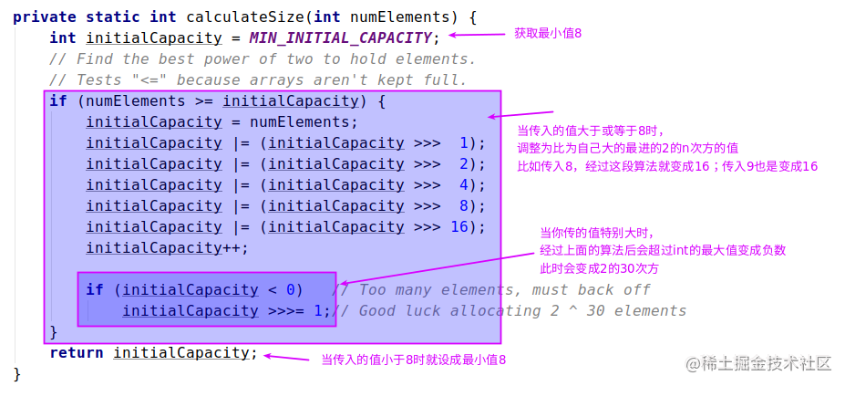 private static int calculateSize(int numElements) {
int initialCapacity = MIN_INITIAL_CAPACITY;
获取最小值8
// Find the best power of two to hold elements.
// Tests "<=" because arrays aren't kept full.
if (numElements >= initialCapacity) {
initialCapacity = numElements;
initialCapacity |= (initialCapacity >>> 1);
initialCapacity |= (initialCapacity >>> 2);
initialCapacity |= (initialCapacity >>> 4);
initialCapacity |= (initialCapacity >>> 8);
initialCapacity |= (initialCapacity >>> 16);
initialCapacity++;
当传入的值大于或等于8时，
调整为比为自己大的最进的2的n次方的值
比如传入8，经过这段算法就变成16；传入9也是变成16
当你传的值特别大时，
经过上面的算法后会超过int的最大值变成负数
此时会变成2的30次方
if (initialCapacity < 0) // Too many elements, must back off
initialCapacity >>>= 1;// Good luck allocating 2 ^ 30 elements
}
return initialCapacity;
当传入的值小于8时就设成最小值8
}
@稀土掘金技术社区